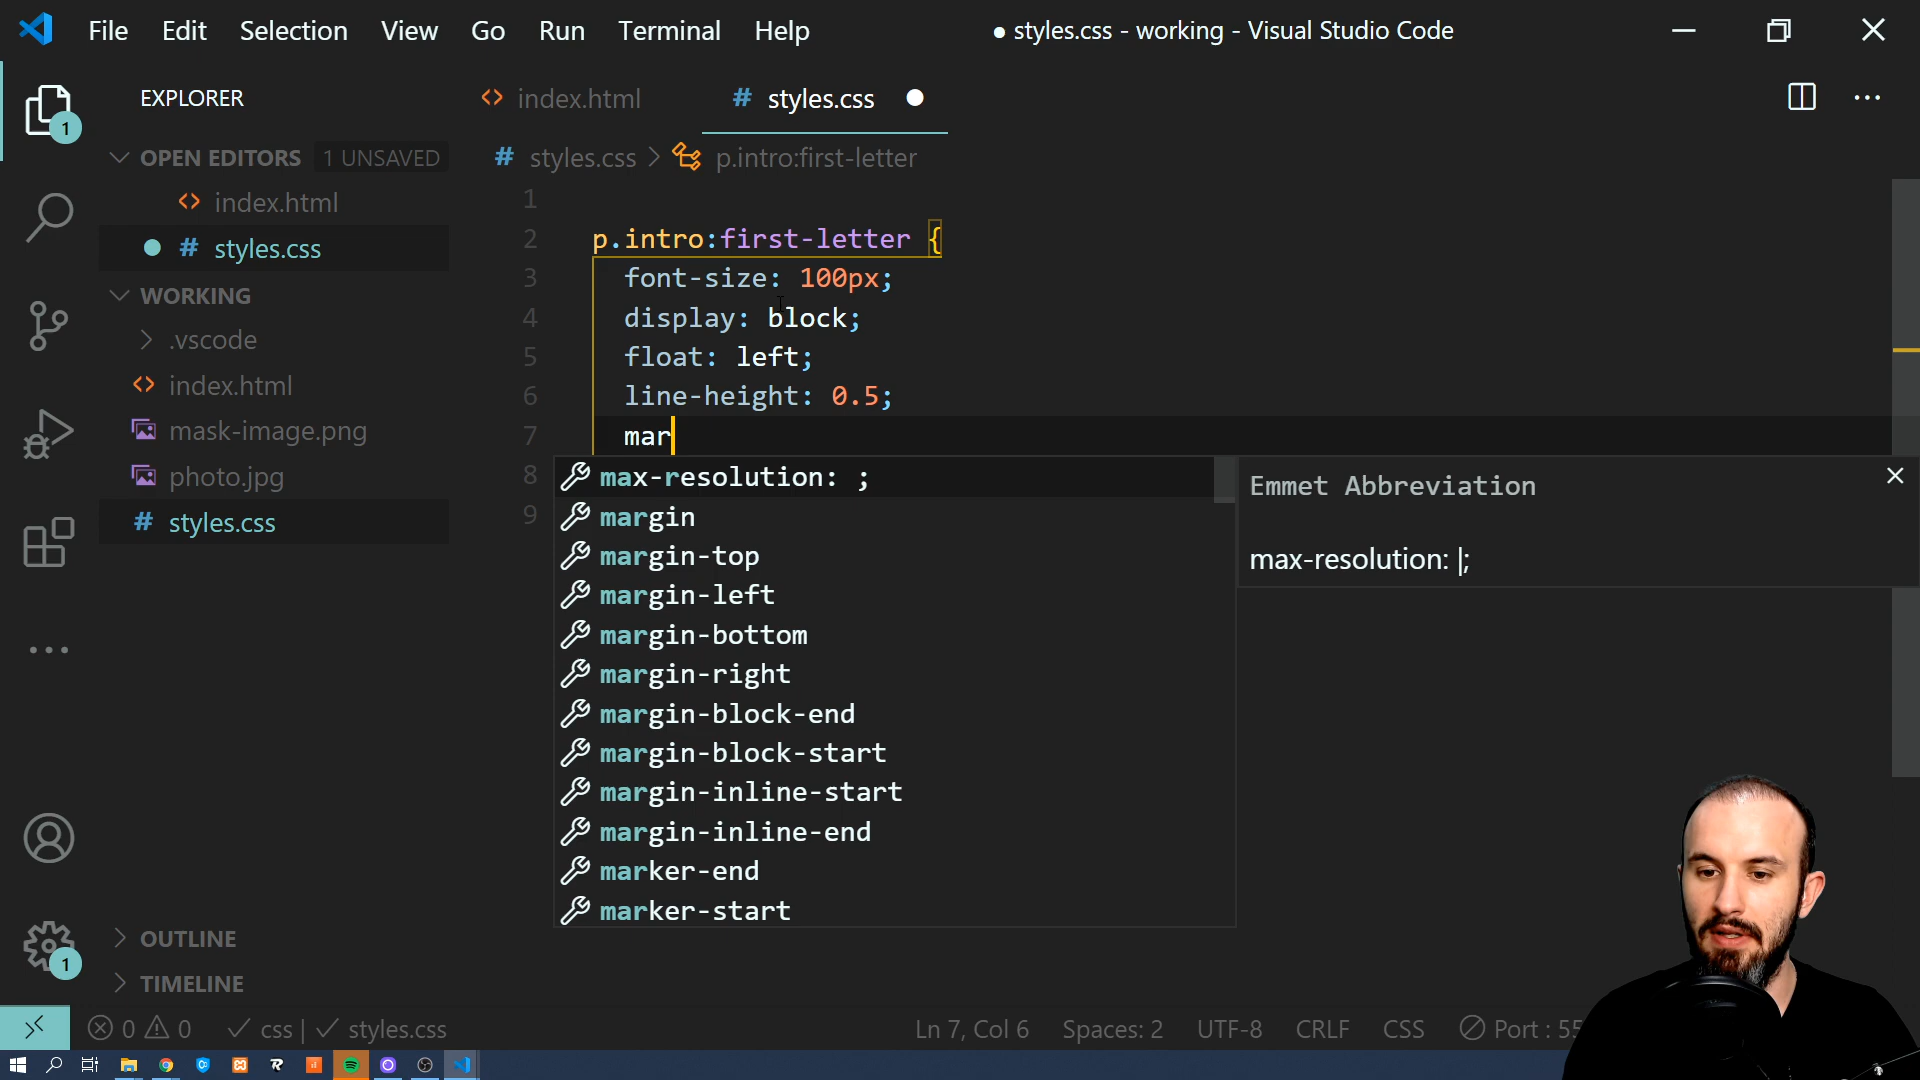 File Edit Selection View Go Run Terminal Help
● styles.css - working - Visual Studio Code
EXPLORER
OPEN EDITORS 1 UNSAVED
<> index.html
# styles.css
WORKING
.vscode
<> index.html
mask-image.png
photo.jpg
# styles.css
OUTLINE
TIMELINE
1
1
<> index.html
# styles.css
# styles.css > p.intro:first-letter
1
2 p.intro:first-letter {
3 font-size: 100px;
4 display: block;
5 float: left;
6 line-height: 0.5;
7 mar
8
9
max-resolution: ;
margin
margin-top
margin-left
margin-bottom
margin-right
margin-block-end
margin-block-start
margin-inline-start
margin-inline-end
marker-end
marker-start
Emmet Abbreviation
max-resolution: |;
0 0 css | styles.css
Ln 7, Col 6 Spaces: 2 UTF-8 CRLF CSS Port : 55